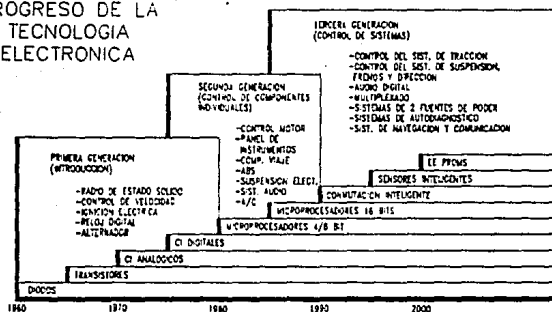 PROGRESO DE LA
TECNOLOGIA
ELECTRONICA
TERCERA GENERACION
(CONTROL DE SISTEMAS)
-CONTROL DEL SIST. DE TRACCION
-CONTROL DEL SIST. DE SUSPENSION,
FRENOS Y DIRECCION
-AUDIO DIGITAL
-MULTIPLEXADO
-SISTEMAS DE 2 FUENTES DE PODER
-SISTEMAS DE AUTODIAGNOSTICO
-SIST. DE NAVEGACION Y COMUNICACION
SEGUNDA GENERACION
(CONTROL DE COMPONENTES
INDIVIDUALES)
-CONTROL MOTOR
-PANEL DE
INSTRUMENTOS
-COMP. VIAJE
-ABS
-SUSPENSION ELECT.
-SIST. AUDIO
-A/C
PRIMERA GENERACION
(INTRODUCCION)
-RADIO DE ESTADO SOLIDO
-CONTROL DE VELOCIDAD
-IGNICION ELECTRICA
-RELOJ DIGITAL
-ALTERNADOR
EE PROMS
SENSORES INTELIGENTES
CONMUTACION INTELIGENTE
MICROPROCESADORES 16 BITS
MICROPROCESADORES 4/8 BIT
CI DIGITALES
CI ANALOGICOS
TRANSISTORES
DIODOS
1960 1970 1980 1990 2000